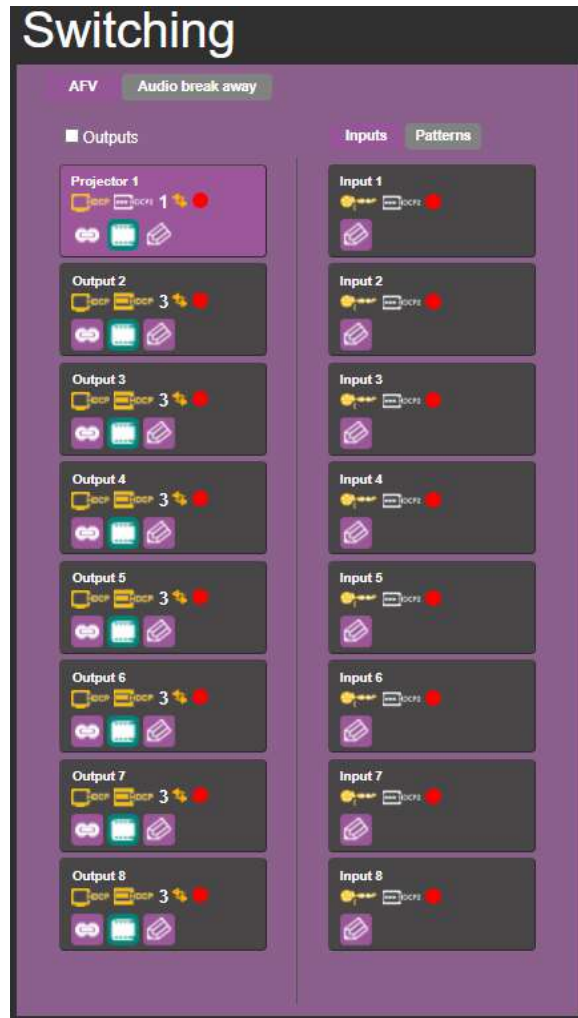 Switching
AFV Audio break away
Outputs
Inputs Patterns
Projector 1
1
Input 1
Output 2
3
Input 2
Output 3
3
Input 3
Output 4
3
Input 4
Output 5
3
Input 5
Output 6
3
Input 6
Output 7
3
Input 7
Output 8
3
Input 8